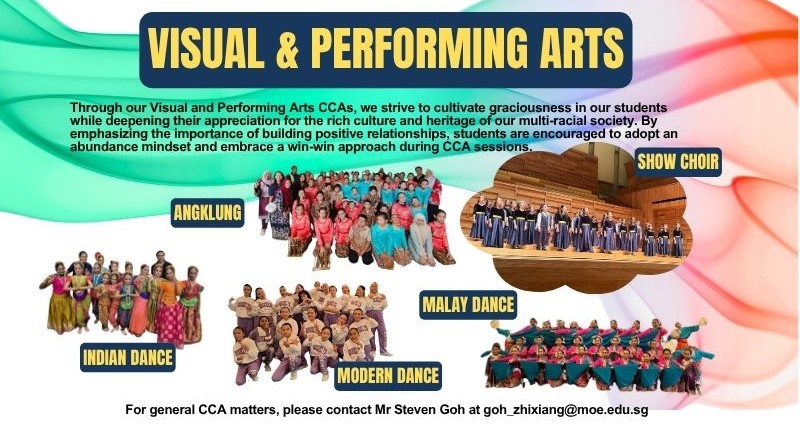 VISUAL & PERFORMING ARTS
Through our Visual and Performing Arts CCAs, we strive to cultivate graciousness in our students
while deepening their appreciation for the rich culture and heritage of our multi-racial society. By
emphasizing the importance of building positive relationships, students are encouraged to adopt an
abundance mindset and embrace a win-win approach during CCA sessions.
SHOW CHOIR
ANGKLUNG
MALAY DANCE
INDIAN DANCE
MODERN DANCE
For general CCA matters, please contact Mr Steven Goh at goh_zhixiang@moe.edu.sg